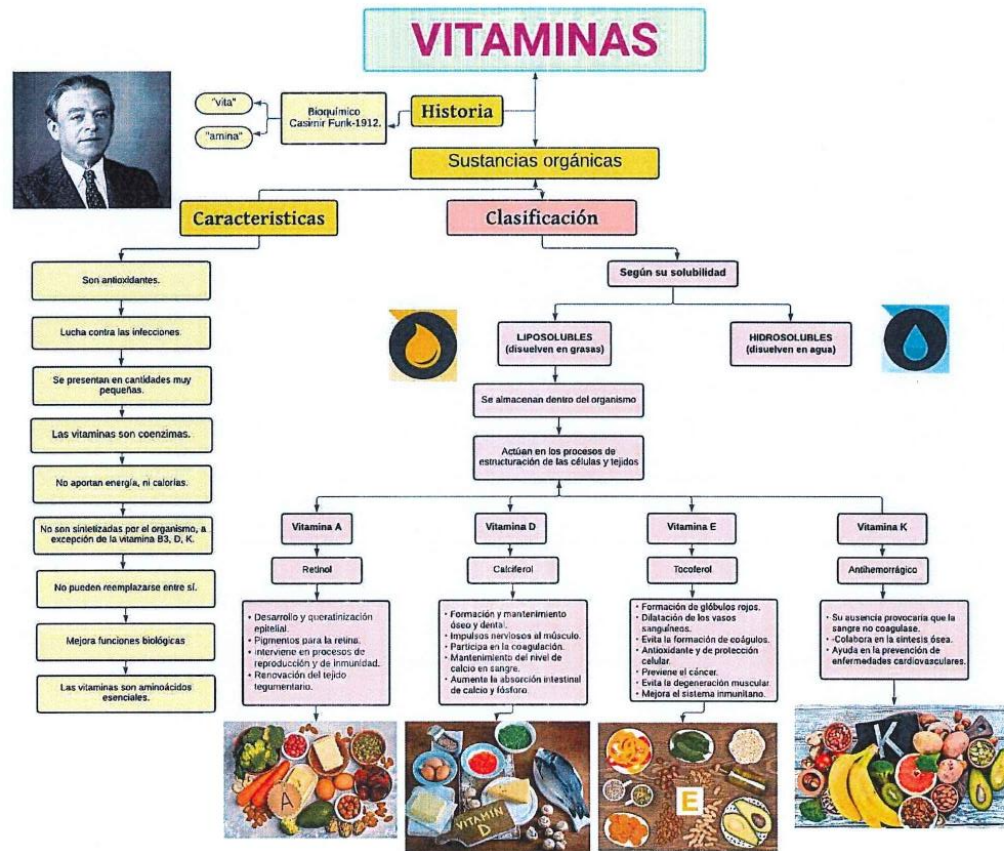 VITAMINAS
"vita"
"amina"
Bioquímico
Casimir Funk-1912.
Historia
Sustancias orgánicas
Caracteristicas
Clasificación
Son antioxidantes.
Lucha contra las infecciones.
Se presentan en cantidades muy
pequeñas.
Las vitaminas son coenzimas.
No aportan energía, ni calorías.
No son sintetizadas por el organismo, a
excepción de la vitamina B3, D, K.
No pueden reemplazarse entre sí.
Mejora funciones biológicas
Las vitaminas son aminoácidos
esenciales.
Según su solubilidad
LIPOSOLUBLES
(disuelven en grasas)
HIDROSOLUBLES
(disuelven en agua)
Se almacenan dentro del organismo
Actúan en los procesos de
estructuración de las células y tejidos
Vitamina A
Retinol
• Desarrollo y queratinización
epitelial.
• Pigmentos para la retina.
• interviene en procesos de
reproducción y de inmunidad.
• Renovación del tejido
tegumentario.
A
Vitamina D
Calciferol
• Formación y mantenimiento
óseo y dental.
• Impulsos nerviosos al músculo.
• Participa en la coagulación.
• Mantenimiento del nivel de
calcio en sangre.
• Aumenta la absorción intestinal
de calcio y fósforo.
VITAMIN
D
Vitamina E
Tocoferol
• Formación de glóbulos rojos.
• Dilatación de los vasos
sanguíneos.
• Evita la formación de coágulos.
• Antioxidante y de protección
celular.
• Previene el cáncer.
• Evita la degeneración muscular.
• Mejora el sistema inmunitario.
E
Vitamina K
Antihemorrágico
• Su ausencia provocaria que la
sangre no coagulase.
• -Colabora en la síntesis ósea.
• Ayuda en la prevención de
enfermedades cardiovasculares.
K